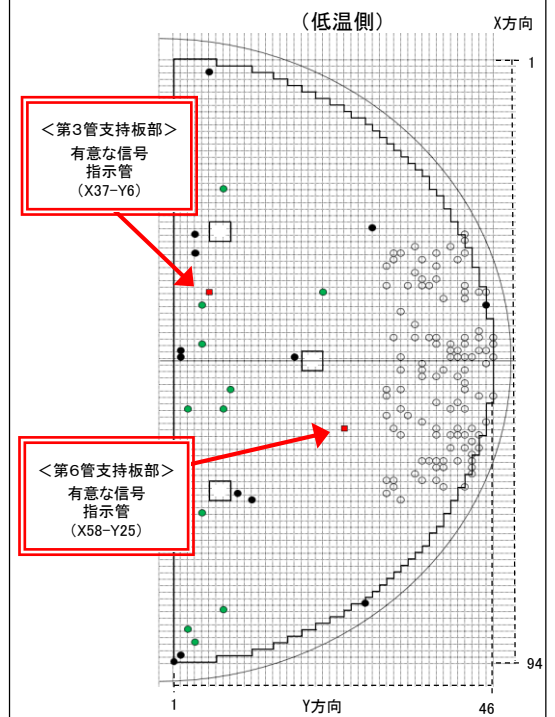 (低温側)
X方向
1
<第3管支持板部>
有意な信号
指示管
(X37-Y6)
<第6管支持板部>
有意な信号
指示管
(X58-Y25)
94
1
Y方向
46